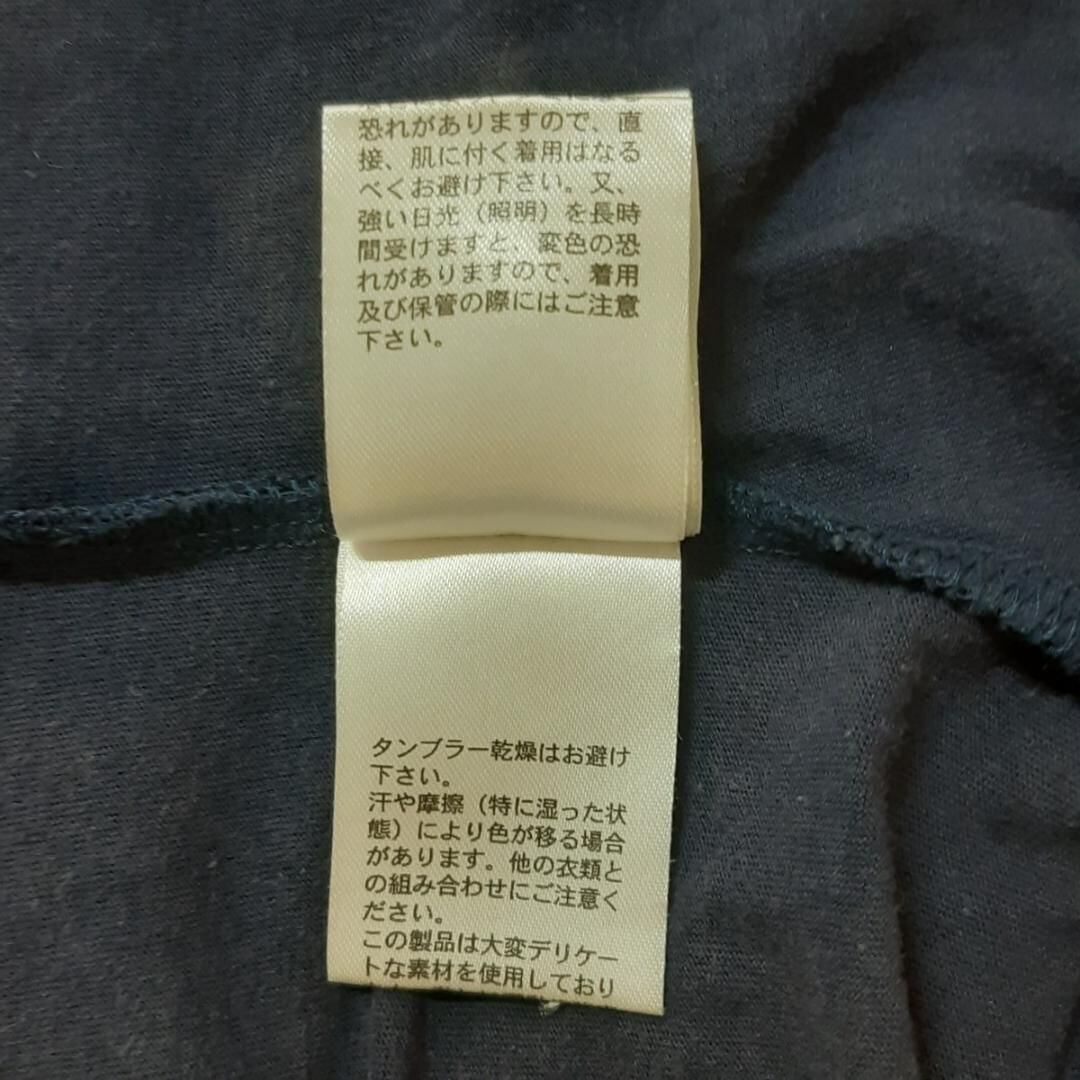 恐れがありますので、直
接、肌に付く着用はなる
べくお避け下さい。又、
強い日光（照明）を長時
間受けますと、変色の恐
れがありますので、着用
及び保管の際にはご注意
下さい。
タンブラー乾燥はお避け
下さい。
汗や摩擦（特に湿った状
態）により色が移る場合
があります。他の衣類と
の組み合わせにご注意く
ださい。
この製品は大変デリケー
トな素材を使用しており